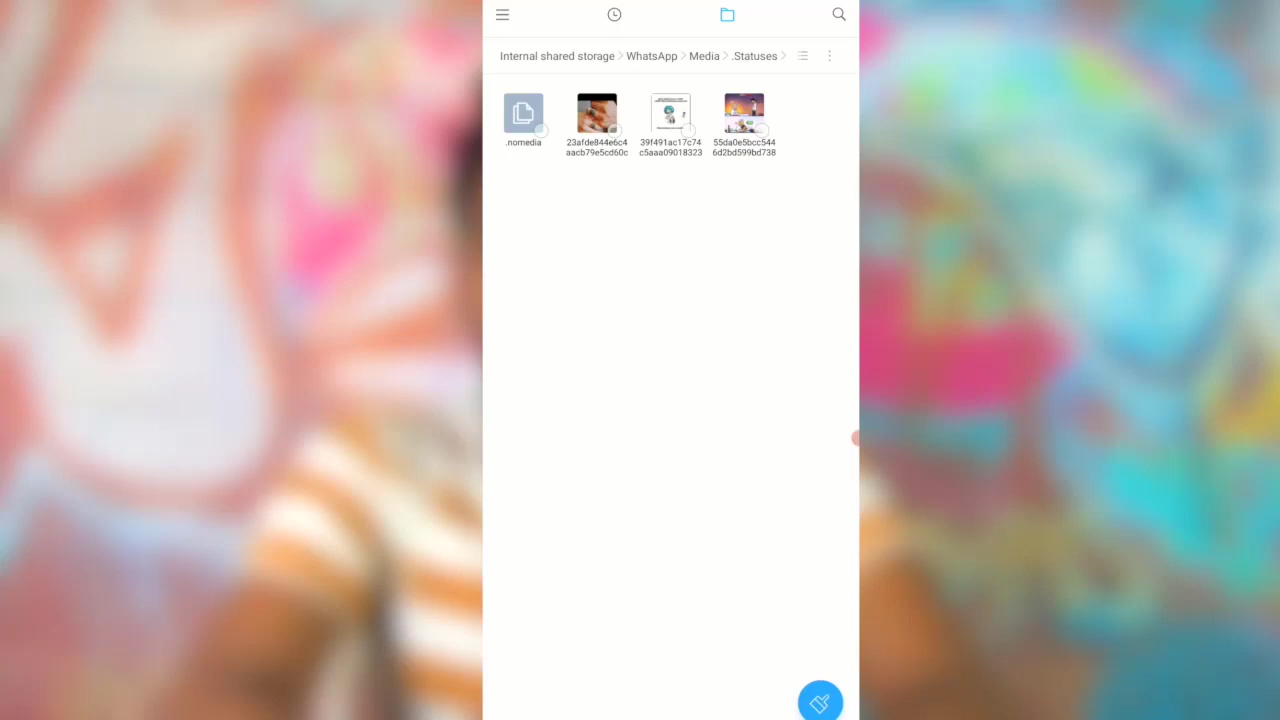 Internal shared storage > WhatsApp > Media > .Statuses >
.nomedia
23afde844e6c4
aacb79e5cd60c
39f491ac17c74
c5aaa09018323
55da0e5bcc544
6d2bd599bd738